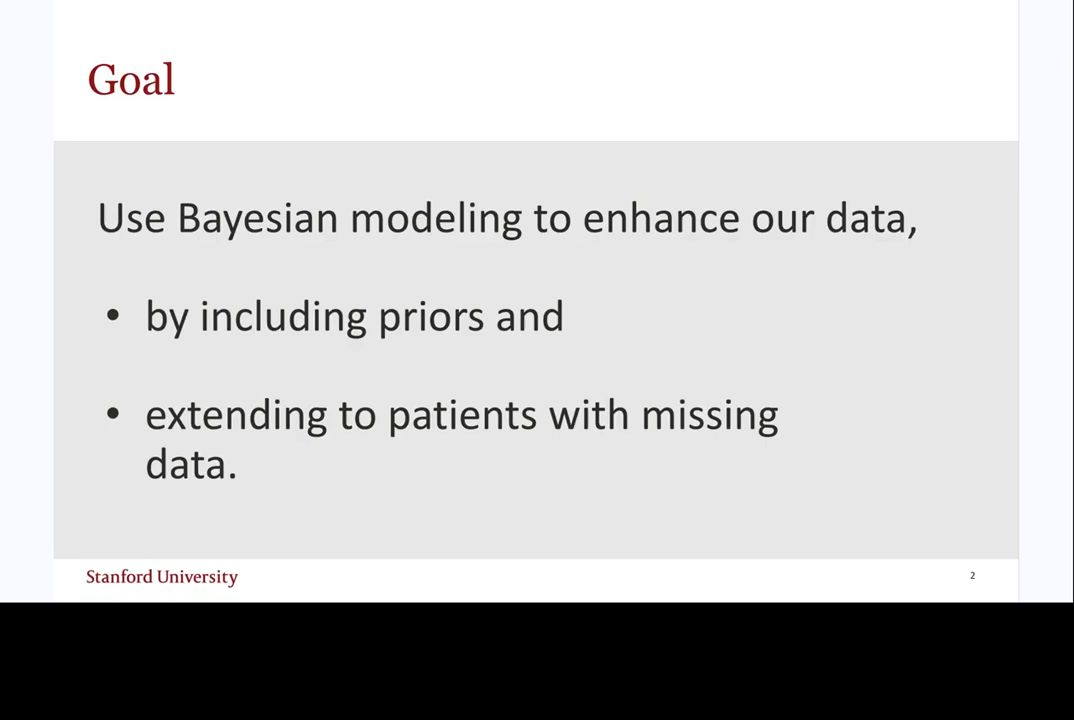 Goal
Use Bayesian modeling to enhance our data,
• by including priors and
• extending to patients with missing
data.
Stanford University
2